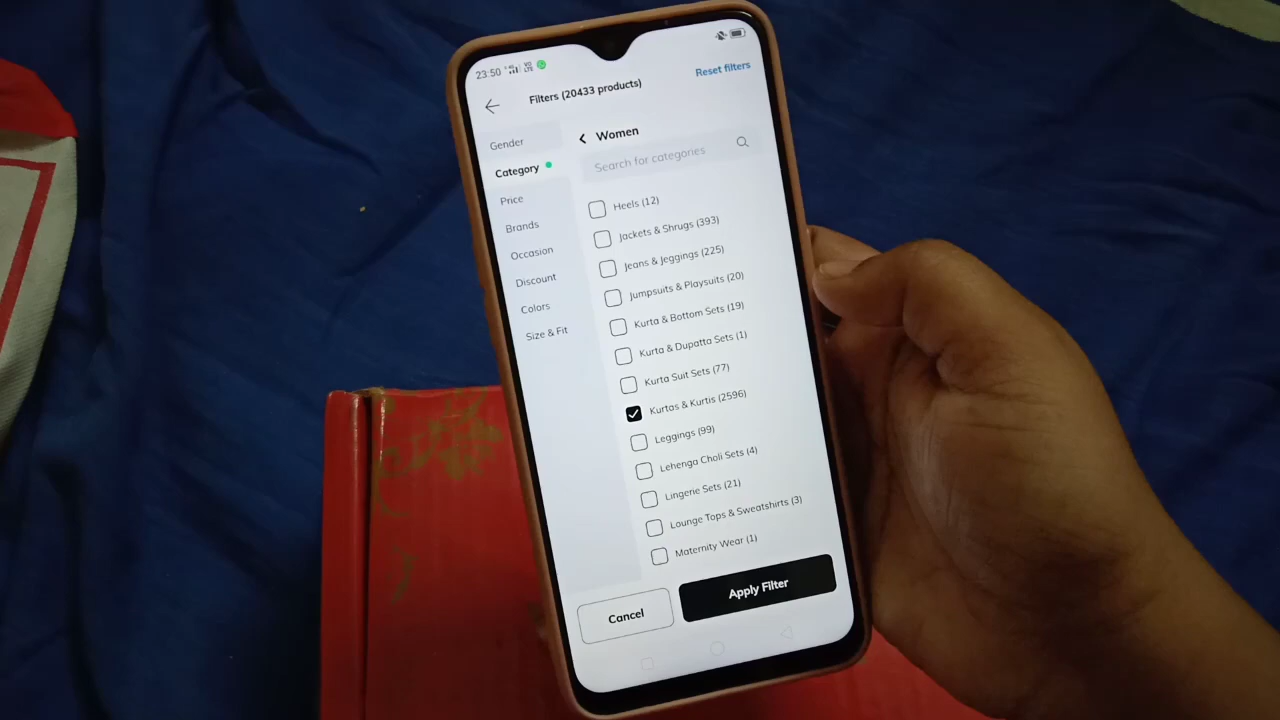 23:50
Reset filters
Filters (20433 products)
Gender
Women
Category
Search for categories
Price
Heels (12)
Brands
Jackets & Shrugs (393)
Occasion
Jeans & Jeggings (225)
Discount
Jumpsuits & Playsuits (20)
Colors
Kurta & Bottom Sets (19)
Size & Fit
Kurta & Dupatta Sets (1)
Kurta Suit Sets (77)
Kurtas & Kurtis (2596)
Leggings (99)
Lehenga Choli Sets (4)
Lingerie Sets (21)
Lounge Tops & Sweatshirts (3)
Maternity Wear (1)
Cancel
Apply Filter